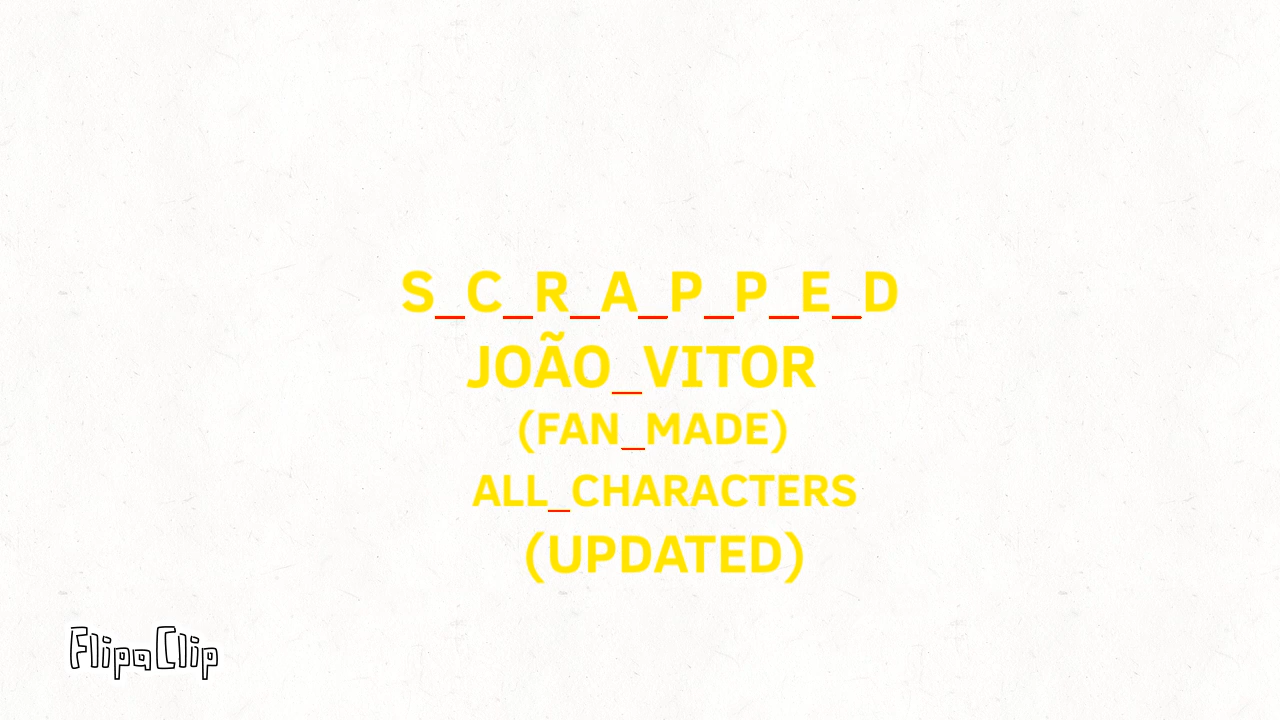 S_C_R_A_P_P_E_D
JOÃO_VITOR
(FAN_MADE)
ALL_CHARACTERS
(UPDATED)
FlipaClip